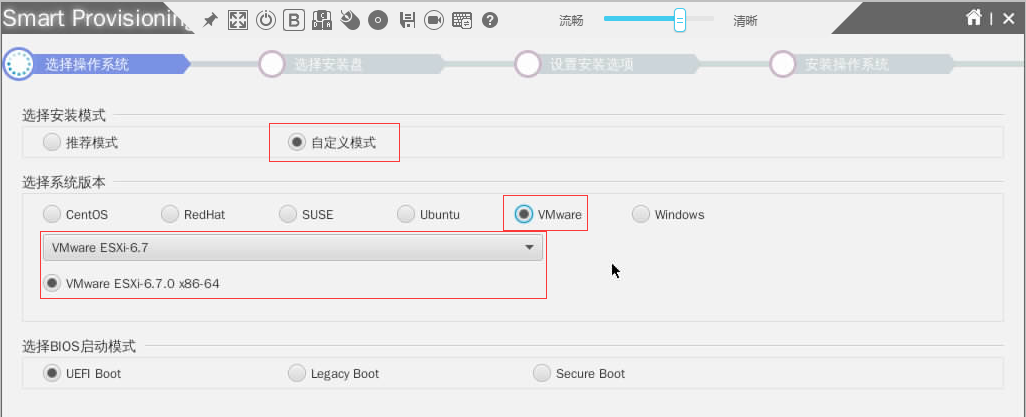 Smart Provisioning B 流畅 清晰
选择操作系统 选择安装盘 设置安装选项 安装操作系统
选择安装模式
推荐模式 自定义模式
选择系统版本
CentOS RedHat SUSE Ubuntu VMware Windows
VMware ESXi-6.7
VMware ESXi-6.7.0 x86-64
选择BIOS启动模式
UEFI Boot Legacy Boot Secure Boot